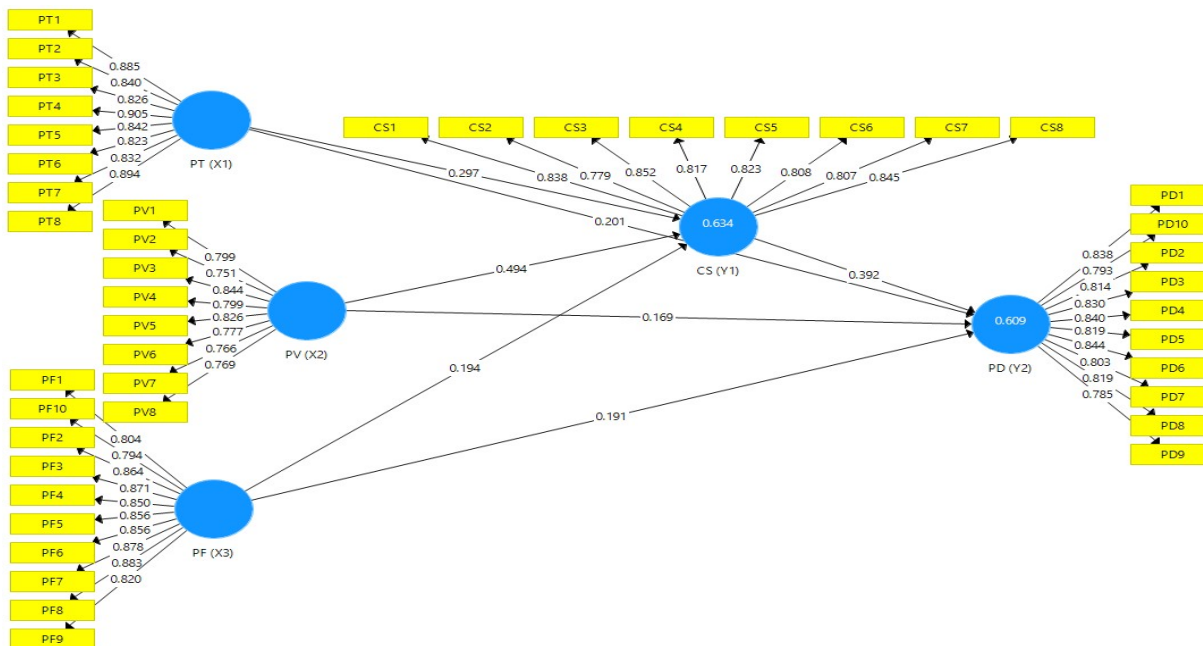 PT1
PT2
PT3
PT4
PT5
PT6
PT7
PT8
0.885
0.840
0.826
0.905
0.842
0.823
0.832
0.894
PT (X1)
PV1
PV2
PV3
PV4
PV5
PV6
PV7
PV8
0.799
0.751
0.844
0.799
0.826
0.777
0.766
0.769
PV (X2)
PF1
PF10
PF2
PF3
PF4
PF5
PF6
PF7
PF8
PF9
0.804
0.794
0.864
0.871
0.850
0.856
0.856
0.878
0.883
0.820
PF (X3)
0.297
0.201
0.494
0.169
0.194
0.191
CS1 CS2 CS3 CS4 CS5 CS6 CS7 CS8
0.838 0.779 0.852 0.817 0.823 0.808 0.807 0.845
0.634
CS (Y1)
0.392
0.609
PD (Y2)
0.838
0.793
0.814
0.830
0.840
0.819
0.844
0.803
0.819
0.785
PD1
PD10
PD2
PD3
PD4
PD5
PD6
PD7
PD8
PD9